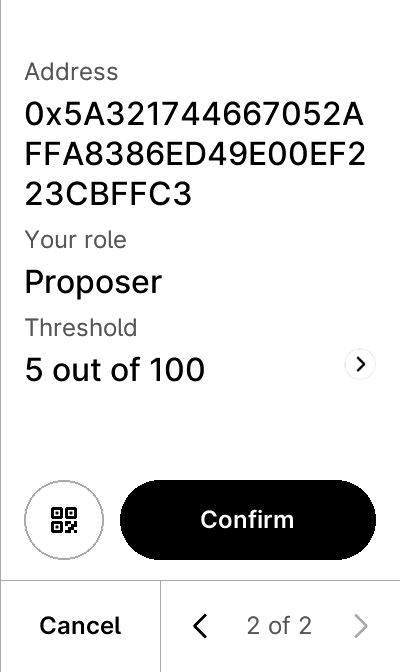 Address
0x5A321744667052A
FFA8386ED49E00EF2
23CBFFC3
Your role
Proposer
Threshold
5 out of 100
Confirm
Cancel
2 of 2